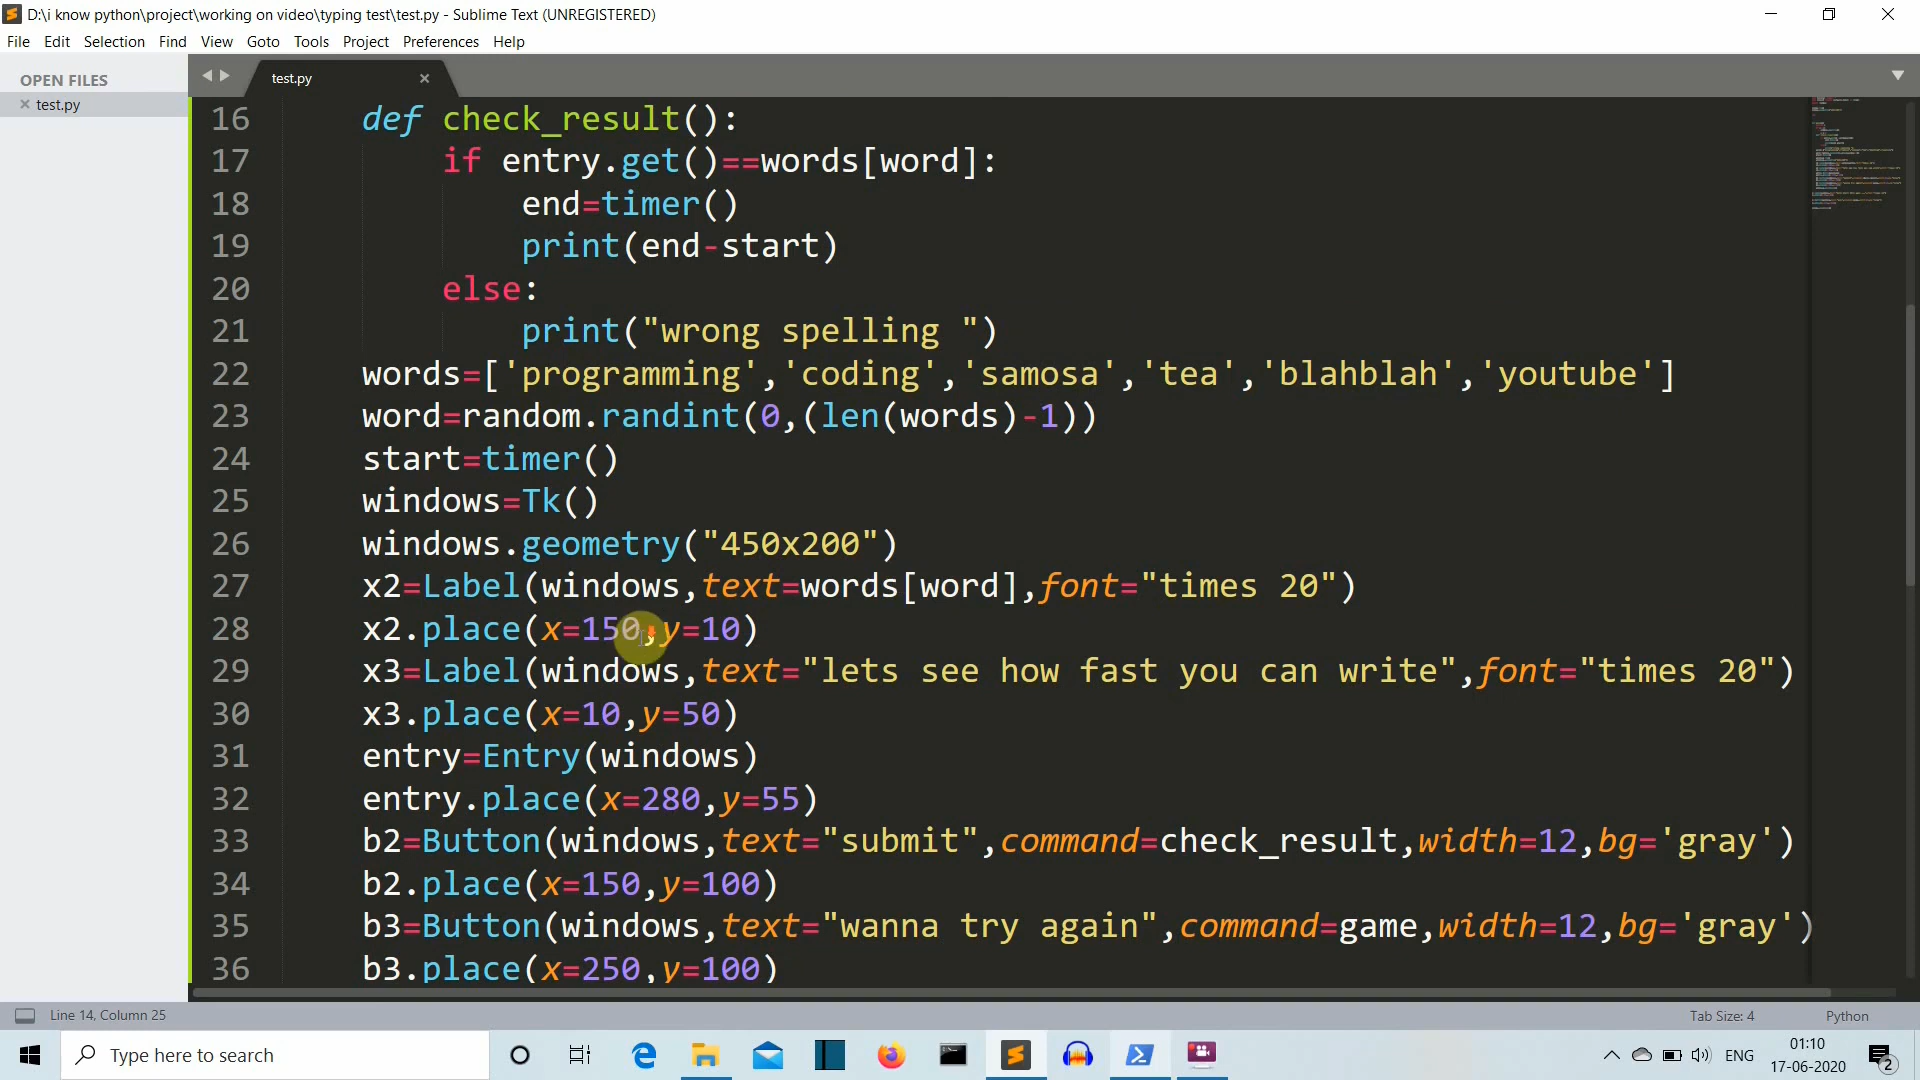 D:\i know python\project\working on video\typing test\test.py - Sublime Text (UNREGISTERED)
File Edit Selection Find View Goto Tools Project Preferences Help
OPEN FILES
test.py
test.py
16 def check_result():
17 if entry.get()==words[word]:
18 end=timer()
19 print(end-start)
20 else:
21 print("wrong spelling ")
22 words=['programming','coding','samosa','tea','blahblah','youtube']
23 word=random.randint(0,(len(words)-1))
24 start=timer()
25 windows=Tk()
26 windows.geometry("450x200")
27 x2=Label(windows,text=words[word],font="times 20")
28 x2.place(x=150,y=10)
29 x3=Label(windows,text="lets see how fast you can write",font="times 20")
30 x3.place(x=10,y=50)
31 entry=Entry(windows)
32 entry.place(x=280,y=55)
33 b2=Button(windows,text="submit",command=check_result,width=12,bg='gray')
34 b2.place(x=150,y=100)
35 b3=Button(windows,text="wanna try again",command=game,width=12,bg='gray')
36 b3.place(x=250,y=100)
Line 14, Column 25
Tab Size: 4
Python
Type here to search
ENG
01:10
17-06-2020
2